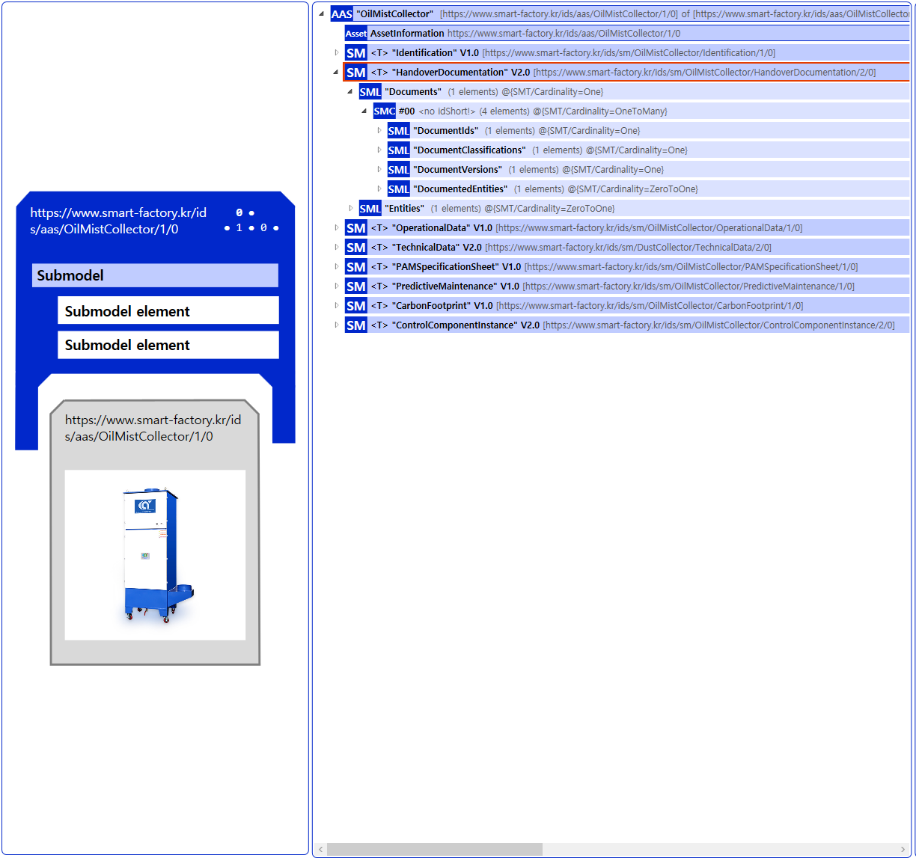 https://www.smart-factory.kr/id
s/aas/OilMistCollector/1/0
0
1 0
Submodel
Submodel element
Submodel element
https://www.smart-factory.kr/id
s/aas/OilMistCollector/1/0
AAS "OilMistCollector" [https://www.smart-factory.kr/ids/aas/OilMistCollector/1/0] of [https://www.smart-factory.kr/ids/aas/OilMistCollector
Asset AssetInformation https://www.smart-factory.kr/ids/aas/OilMistCollector/1/0
SM <T> "Identification" V1.0 [https://www.smart-factory.kr/ids/sm/OilMistCollector/Identification/1/0]
SM <T> "HandoverDocumentation" V2.0 [https://www.smart-factory.kr/ids/sm/OilMistCollector/HandoverDocumentation/2/0]
SML "Documents" (1 elements) @{SMT/Cardinality=One}
SMC #00 <no idShort!> (4 elements) @{SMT/Cardinality=OneToMany}
SML "DocumentIds" (1 elements) @{SMT/Cardinality=One}
SML "DocumentClassifications" (1 elements) @{SMT/Cardinality=One}
SML "DocumentVersions" (1 elements) @{SMT/Cardinality=One}
SML "DocumentedEntities" (1 elements) @{SMT/Cardinality=ZeroToOne}
SML "Entities" (1 elements) @{SMT/Cardinality=ZeroToOne}
SM <T> "OperationalData" V1.0 [https://www.smart-factory.kr/ids/sm/OilMistCollector/OperationalData/1/0]
SM <T> "TechnicalData" V2.0 [https://www.smart-factory.kr/ids/sm/DustCollector/TechnicalData/2/0]
SM <T> "PAMSpecificationSheet" V1.0 [https://www.smart-factory.kr/ids/sm/OilMistCollector/PAMSpecificationSheet/1/0]
SM <T> "PredictiveMaintenance" V1.0 [https://www.smart-factory.kr/ids/sm/OilMistCollector/PredictiveMaintenance/1/0]
SM <T> "CarbonFootprint" V1.0 [https://www.smart-factory.kr/ids/sm/OilMistCollector/CarbonFootprint/1/0]
SM <T> "ControlComponentInstance" V2.0 [https://www.smart-factory.kr/ids/sm/OilMistCollector/ControlComponentInstance/2/0]